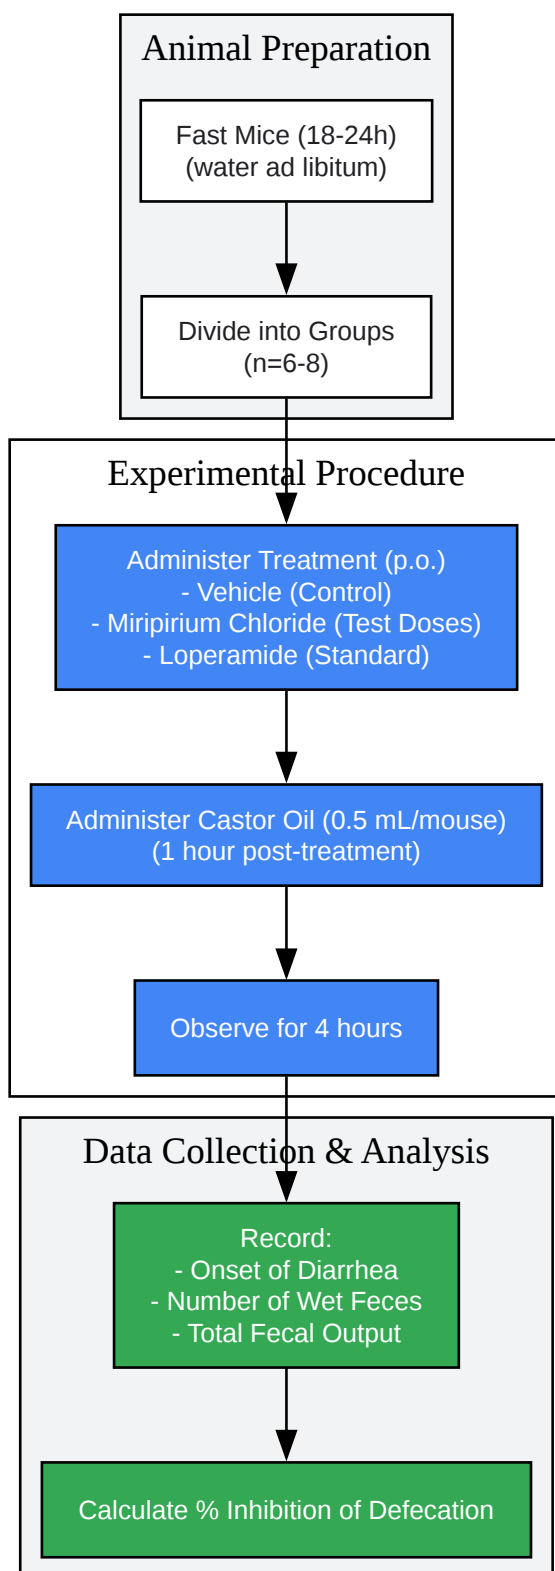 Animal Preparation
Fast Mice (18-24h)
(water ad libitum)
Divide into Groups
(n=6-8)
Experimental Procedure
Administer Treatment (p.o.)
- Vehicle (Control)
- Miripirium Chloride (Test Doses)
- Loperamide (Standard)
Administer Castor Oil (0.5 mL/mouse)
(1 hour post-treatment)
Observe for 4 hours
Data Collection & Analysis
Record:
- Onset of Diarrhea
- Number of Wet Feces
- Total Fecal Output
Calculate % Inhibition of Defecation